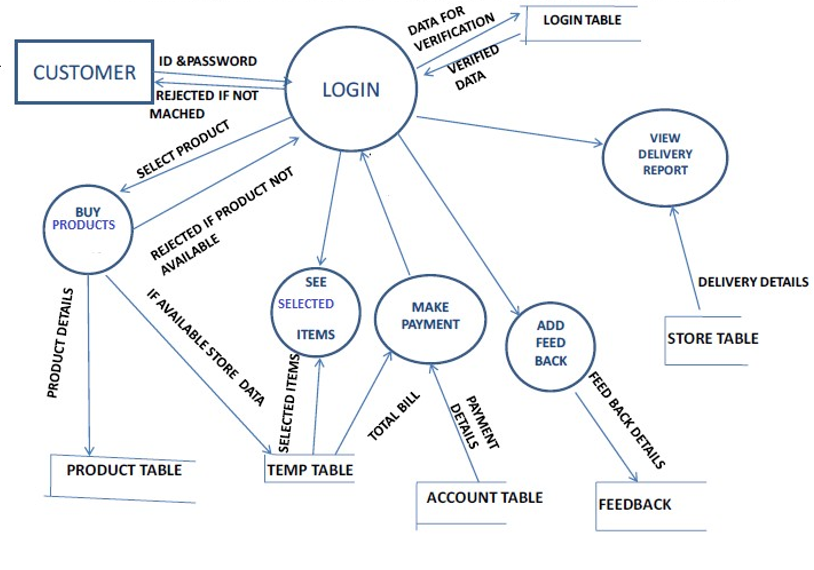 DATA FOR
VERIFICATION
LOGIN TABLE
CUSTOMER
ID &PASSWORD
LOGIN
VERIFIED
DATA
REJECTED IF NOT
MACHED
SELECT PRODUCT
VIEW
DELIVERY
REPORT
BUY
PRODUCTS
REJECTED IF PRODUCT NOT
AVAILABLE
SEE
SELECTED
ITEMS
MAKE
PAYMENT
ADD
FEED
BACK
DELIVERY DETAILS
STORE TABLE
PRODUCT DETAILS
IF AVAILABLE STORE DATA
SELECTED ITEMS
TOTAL BILL
PAYMENT
DETAILS
FEED BACK DETAILS
PRODUCT TABLE
TEMP TABLE
ACCOUNT TABLE
FEEDBACK